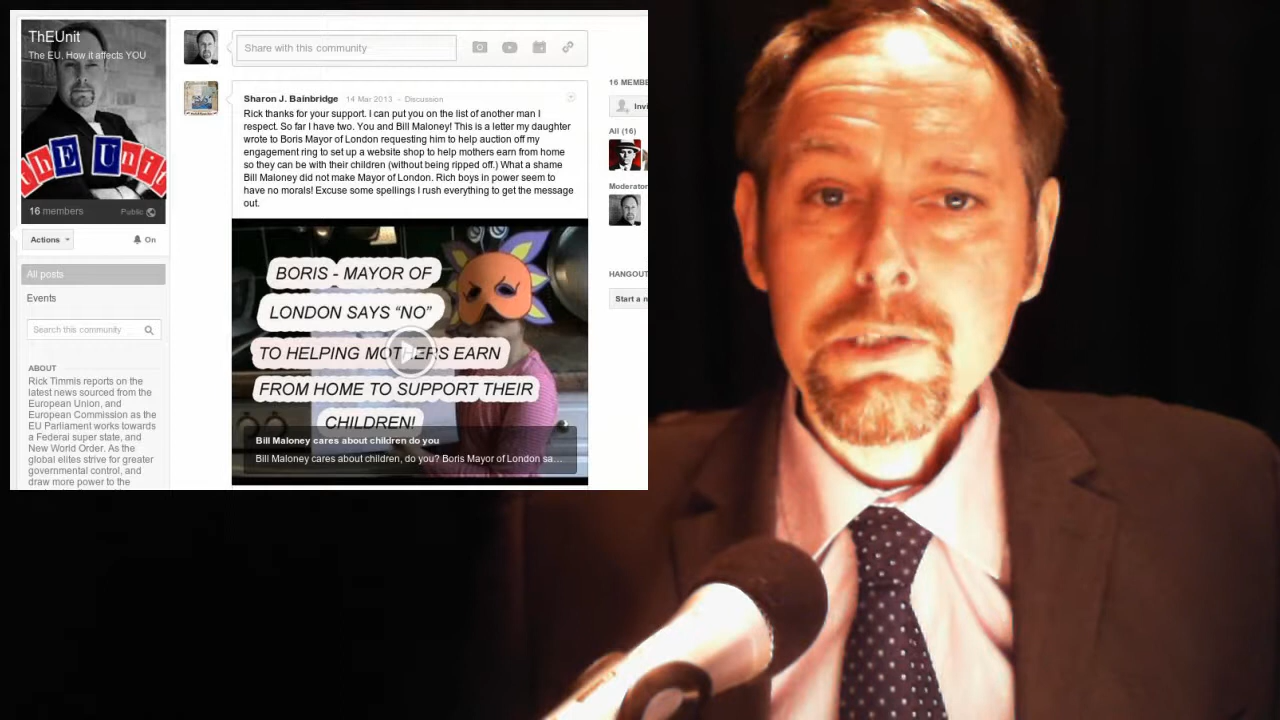 ThEUnit
The EU. How it affects YOU
thE Unit
16 members
Public
Actions
On
All posts
Events
Search this community
ABOUT
Rick Timmis reports on the
latest news sourced from the
European Union, and
European Commission as the
EU Parliament works towards
a Federal super state, and
New World Order. As the
global elites strive for greater
governmental control, and
draw more power to the
Share with this community
Sharon J. Bainbridge 14 Mar 2013 - Discussion
Rick thanks for your support. I can put you on the list of another man I
respect. So far I have two. You and Bill Maloney! This is a letter my daughter
wrote to Boris Mayor of London requesting him to help auction off my
engagement ring to set up a website shop to help mothers earn from home
so they can be with their children (without being ripped off.) What a shame
Bill Maloney did not make Mayor of London. Rich boys in power seem to
have no morals! Excuse some spellings I rush everything to get the message
out.
BORIS - MAYOR OF
LONDON SAYS “NO”
TO HELPING MOTHERS EARN
FROM HOME TO SUPPORT THEIR
CHILDREN!
Bill Maloney cares about children do you
Bill Maloney cares about children, do you? Boris Mayor of London sa...
16 MEMBE
Invi
All (16)
Moderator
HANGOUT
Start a n